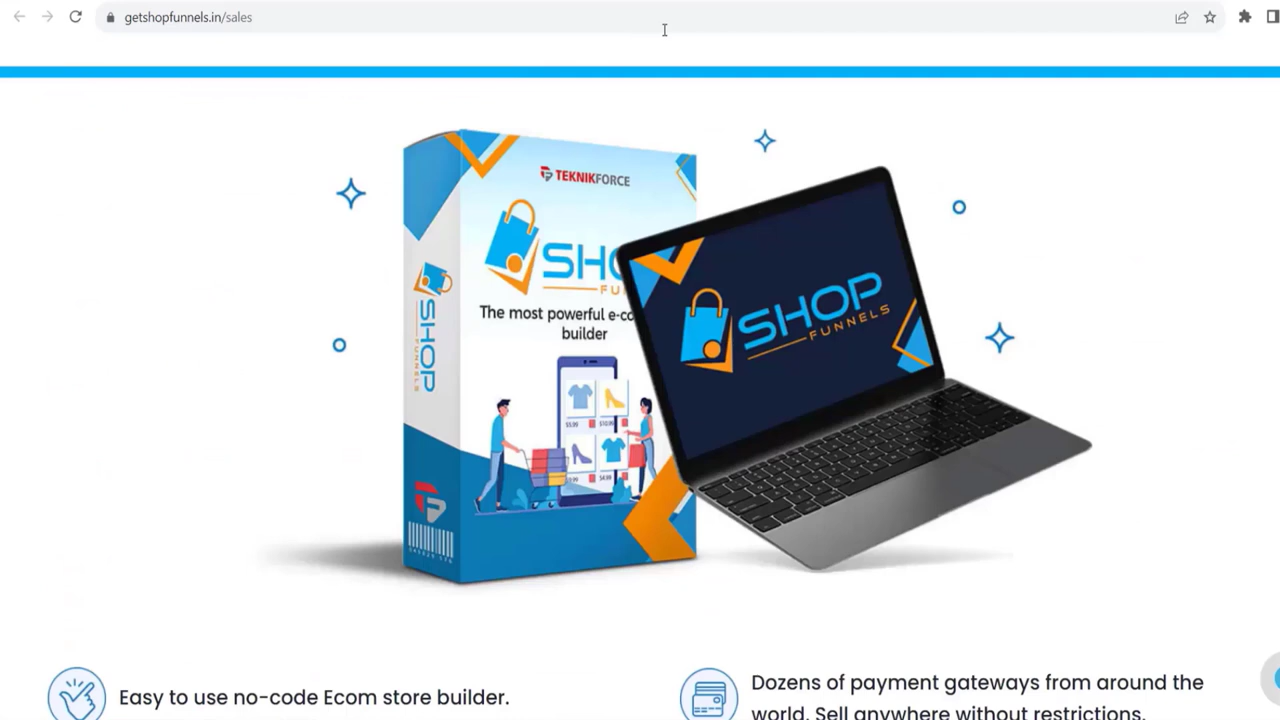 getshopfunnels.in/sales
TEKNIKFORCE
SHOP
FUNNELS
The most powerful e-co
builder
SHOP
FUNNELS
Easy to use no-code Ecom store builder.
Dozens of payment gateways from around the
world. Sell anywhere without restrictions.